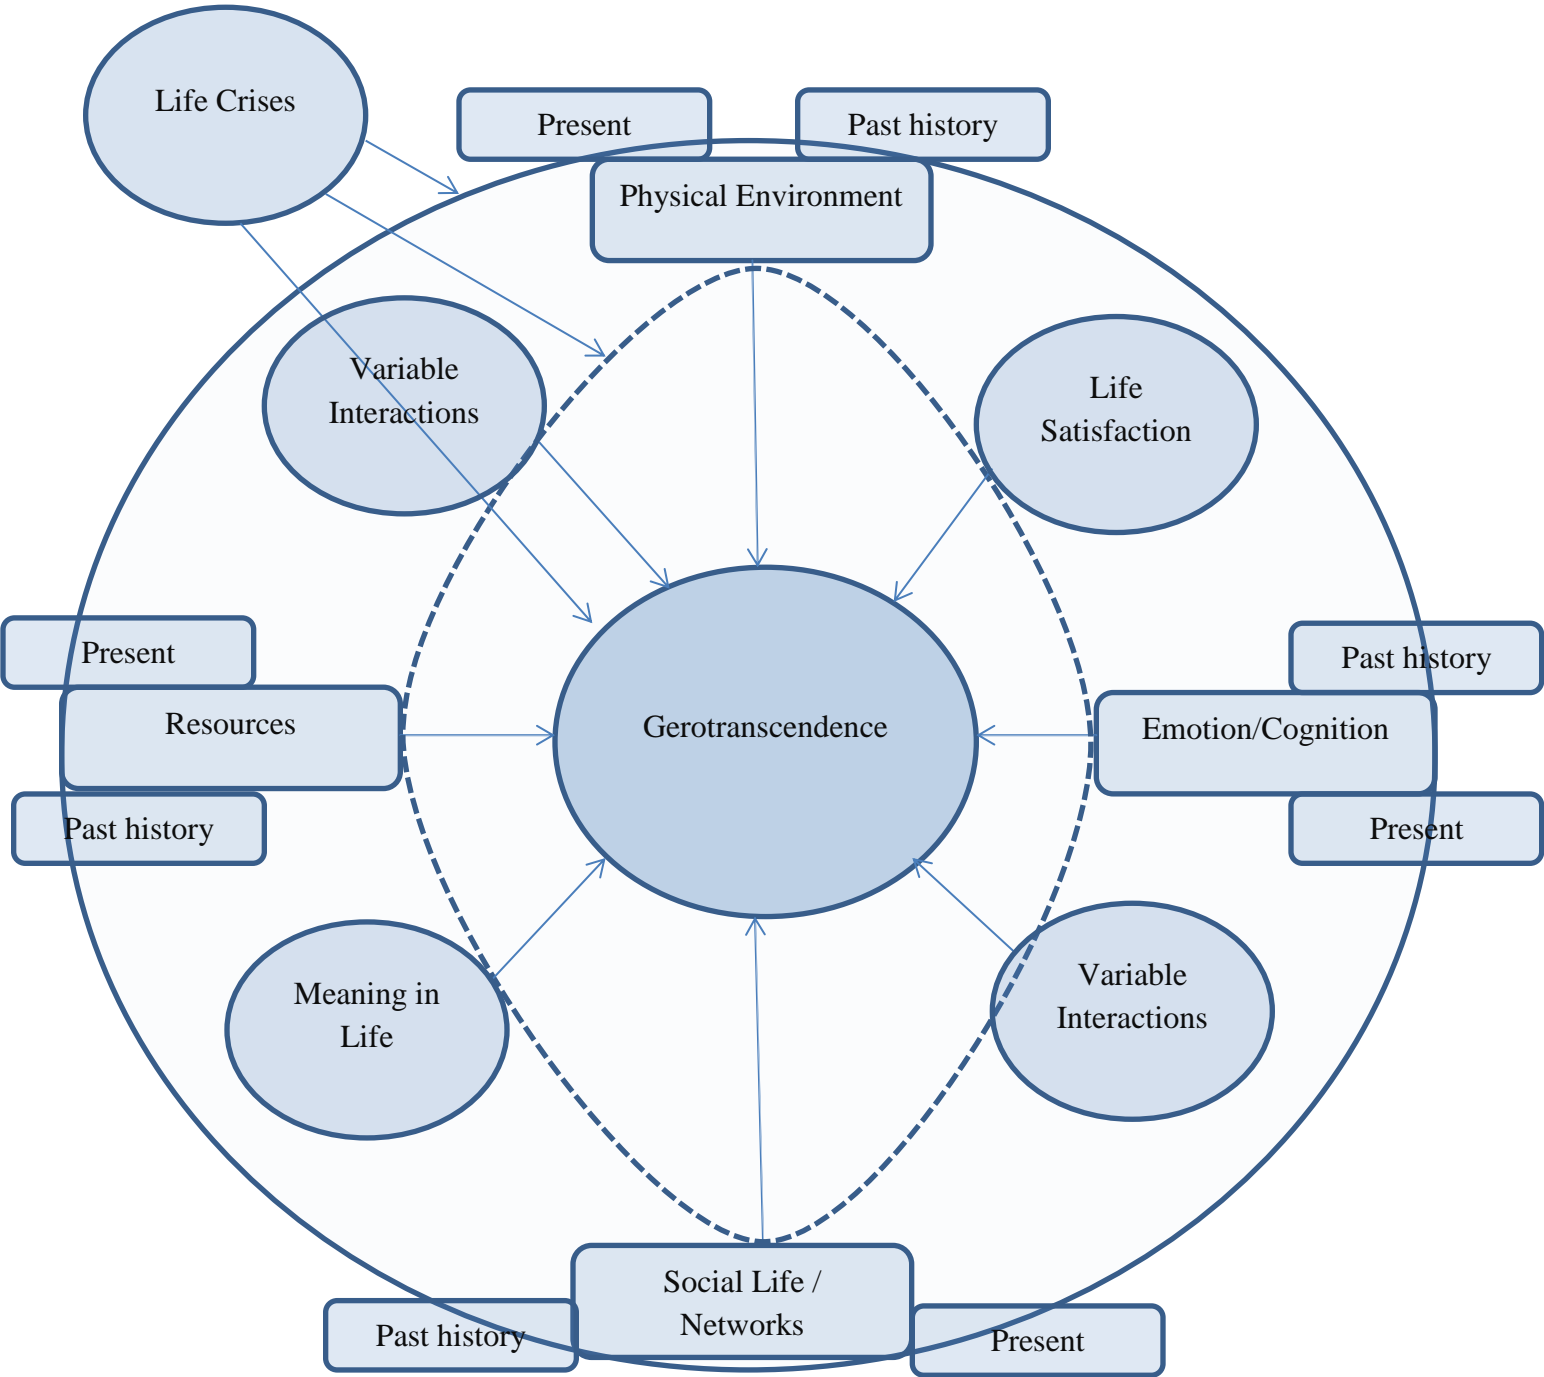 Life Crises
Present
Past history
Physical Environment
Variable
Interactions
Life
Satisfaction
Present
Resources
Past history
Gerotranscendence
Past history
Emotion/Cognition
Present
Meaning in
Life
Variable
Interactions
Social Life /
Networks
Past history
Present